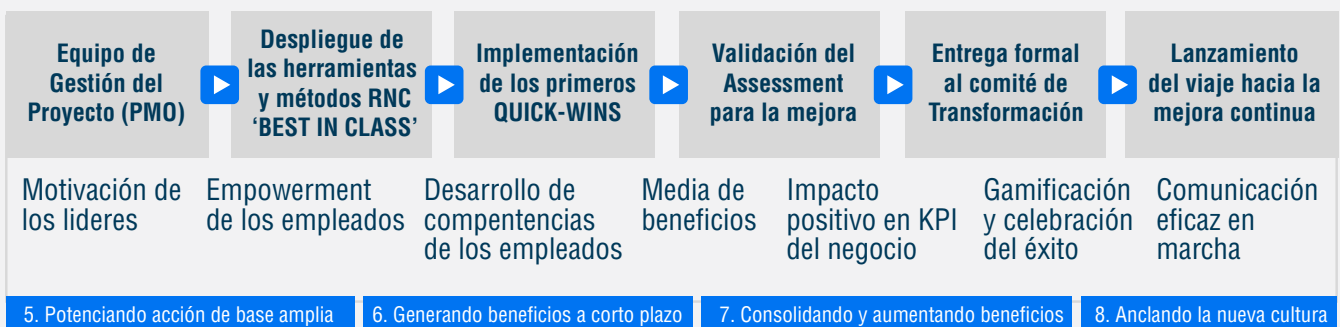 Equipo de
Gestión del
Proyecto (PMO)
Despliegue de
las herramientas
y métodos RNC
‘BEST IN CLASS’
Implementación
de los primeros
QUICK-WINS
Validación del
Assessment
para la mejora
Entrega formal
al comité de
Transformación
Lanzamiento
del viaje hacia la
mejora continua
Motivación de
los lideres
Empowerment
de los empleados
Desarrollo de
compentencias
de los empleados
Media de
beneficios
Impacto
positivo en KPI
del negocio
Gamificación
y celebración
del éxito
Comunicación
eficaz en
marcha
5. Potenciando acción de base amplia
6. Generando beneficios a corto plazo
7. Consolidando y aumentando beneficios
8. Anclando la nueva cultura